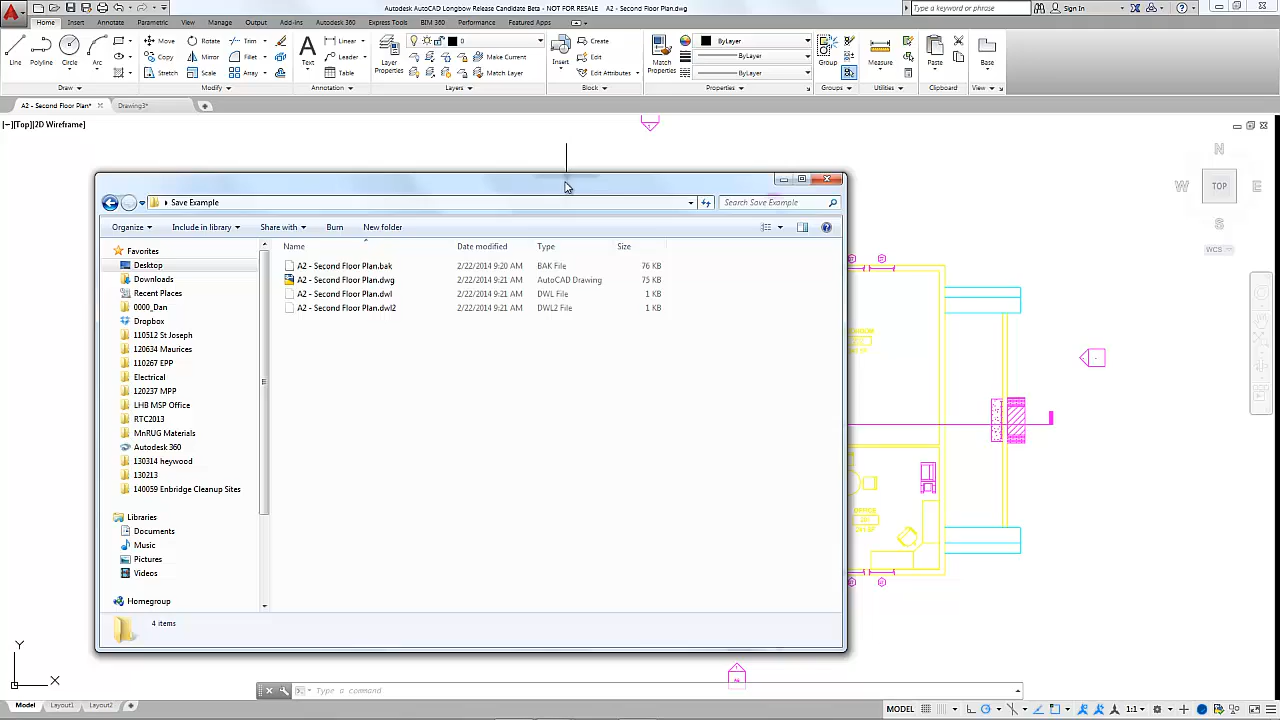 Autodesk AutoCAD Longbow Release Candidate Beta - NOT FOR RESALE    A2 - Second Floor Plan.dwg
Type a keyword or phrase
Sign In
Home Insert Annotate Parametric View Manage Output Add-ins Autodesk 360 Express Tools BIM 360 Performance Featured Apps
Line Polyline Circle Arc
Move Rotate Trim
Copy Mirror Fillet
Stretch Scale Array
Text
Linear
Leader
Table
Layer Properties
0
Make Current
Match Layer
Insert
Create
Edit
Edit Attributes
Match Properties
ByLayer
ByLayer
ByLayer
Group
Measure
Paste
Base
Draw Modify Annotation Layers Block Properties Groups Utilities Clipboard View
A2 - Second Floor Plan* Drawing3*
[–][Top][2D Wireframe]
N
W TOP
S
WCS
Save Example
Search Save Example
Organize Include in library Share with Burn New folder
Name Date modified Type Size
A2 - Second Floor Plan.bak 2/22/2014 9:20 AM BAK File 76 KB
A2 - Second Floor Plan.dwg 2/22/2014 9:21 AM AutoCAD Drawing 75 KB
A2 - Second Floor Plan.dwl 2/22/2014 9:21 AM DWL File 1 KB
A2 - Second Floor Plan.dwl2 2/22/2014 9:21 AM DWL2 File 1 KB
Favorites
Desktop
Downloads
Recent Places
0000_Dan
Dropbox
110512 St Joseph
120634 Maurices
110267 EPP
Electrical
120237 MPP
LHB MSP Office
RTC2013
MnRUG Materials
Autodesk 360
130314 heywood
130213
140059 Enbridge Cleanup Sites
Libraries
Documents
Music
Pictures
Videos
Homegroup
4 items
OFFICE
Y
X
Type a command
Model Layout1 Layout2
MODEL 1:1